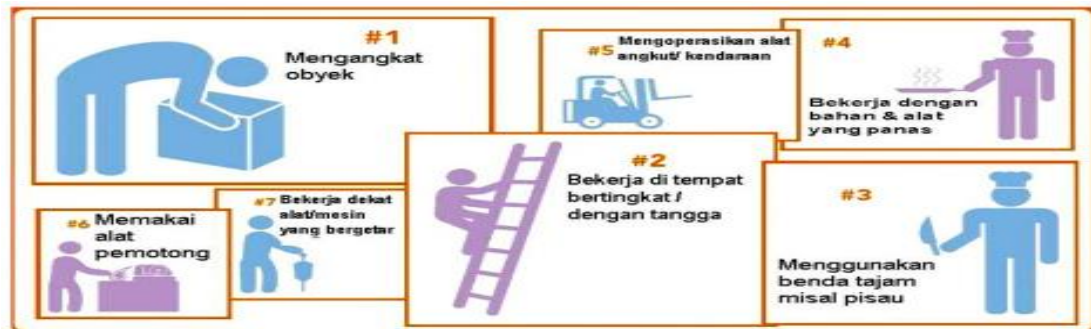 #1
Mengangkat
obyek
#5 Mengoperasikan alat
angkut/ kendaraan
#4
Bekerja dengan
bahan & alat
yang panas
#2
Bekerja di tempat
bertingkat /
dengan tangga
#3
Menggunakan
benda tajam
misal pisau
#6 Memakai
alat
pemotong
#7 Bekerja dekat
alat/mesin
yang bergetar